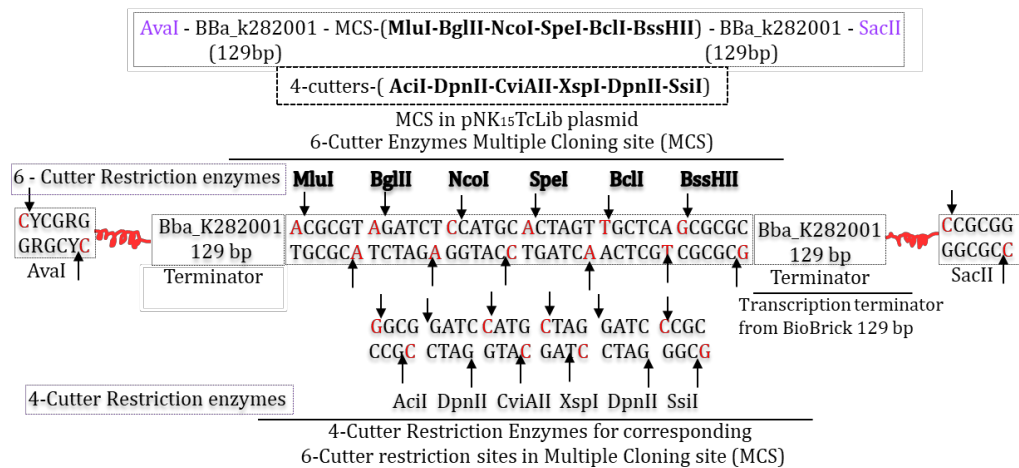 AvaI - BBa_k282001 - MCS-(MluI-BglII-NcoI-SpeI-BclI-BssHII) - BBa_k282001 - SacII
(129bp) (129bp)
4-cutters-( AciI-DpnII-CviAII-XspI-DpnII-SsiI)
MCS in pNK15TcLib plasmid
6-Cutter Enzymes Multiple Cloning site (MCS)
6 - Cutter Restriction enzymes
MluI BglII NcoI SpeI BclI BssHII
CYCGRG
GRGCYC
AvaI
Bba_K282001
129 bp
Terminator
ACGCGT AGATCT CCATGC ACTAGT TGCTCA GCGCGC
TGCGCA TCTAGA GGTACC TGATCA ACTCGT CGCGCG
Bba_K282001
129 bp
Terminator
CCGCGG
GGCGCC
SacII
Transcription terminator
from BioBrick 129 bp
GGCG GATC CATG CTAG GATC CCGC
CCGC CTAG GTAC GATC CTAG GGCG
AciI DpnII CviAII XspI DpnII SsiI
4-Cutter Restriction enzymes
4-Cutter Restriction Enzymes for corresponding
6-Cutter restriction sites in Multiple Cloning site (MCS)